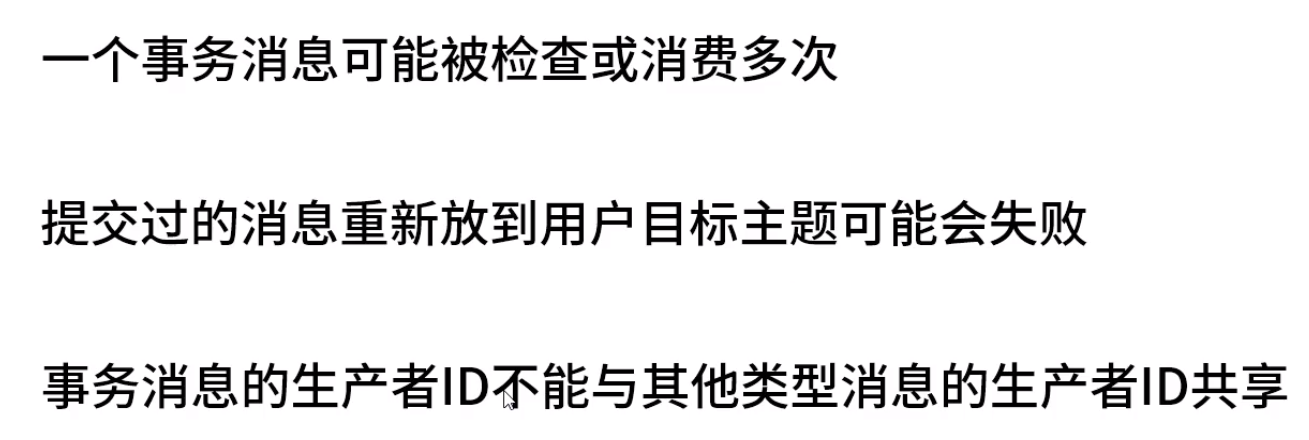 一个事务消息可能被检查或消费多次
提交过的消息重新放到用户目标主题可能会失败
事务消息的生产者ID不能与其他类型消息的生产者ID共享